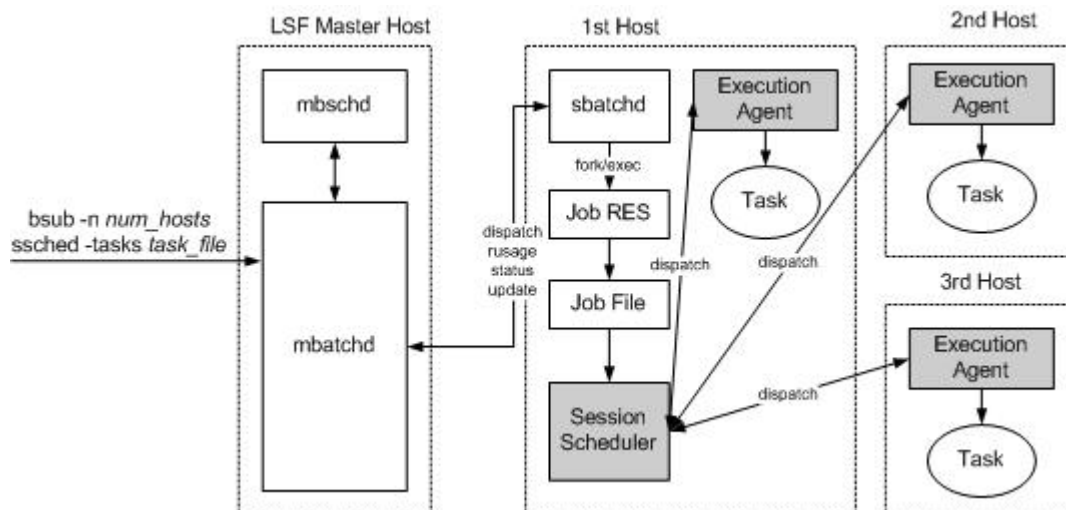 LSF Master Host
1st Host
2nd Host
mbschd
sbatchd
Execution
Agent
Execution
Agent
fork/exec
Task
Task
bsub -n num_hosts
ssched -tasks task_file
Job RES
dispatch
rusage
status
update
dispatch
dispatch
3rd Host
Job File
mbatchd
Execution
Agent
dispatch
Session
Scheduler
Task